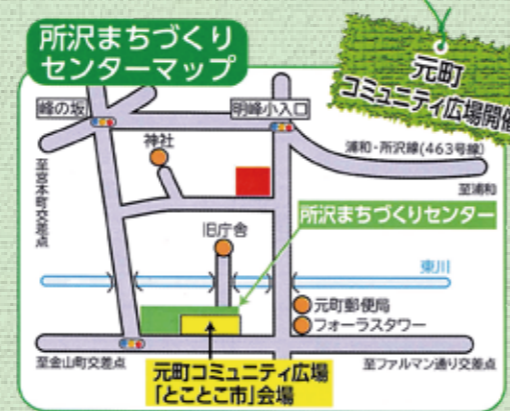 所沢まちづくり
センターマップ
元町
コミュニティ広場開催
峰の坂
明峰小入口
神社
浦和・所沢線(463号線)
至宮本町交差点
至浦和
所沢まちづくりセンター
旧庁舎
東川
元町郵便局
フォーラスタワー
至金山町交差点
至ファルマン通り交差点
元町コミュニティ広場
「とことこ市」会場